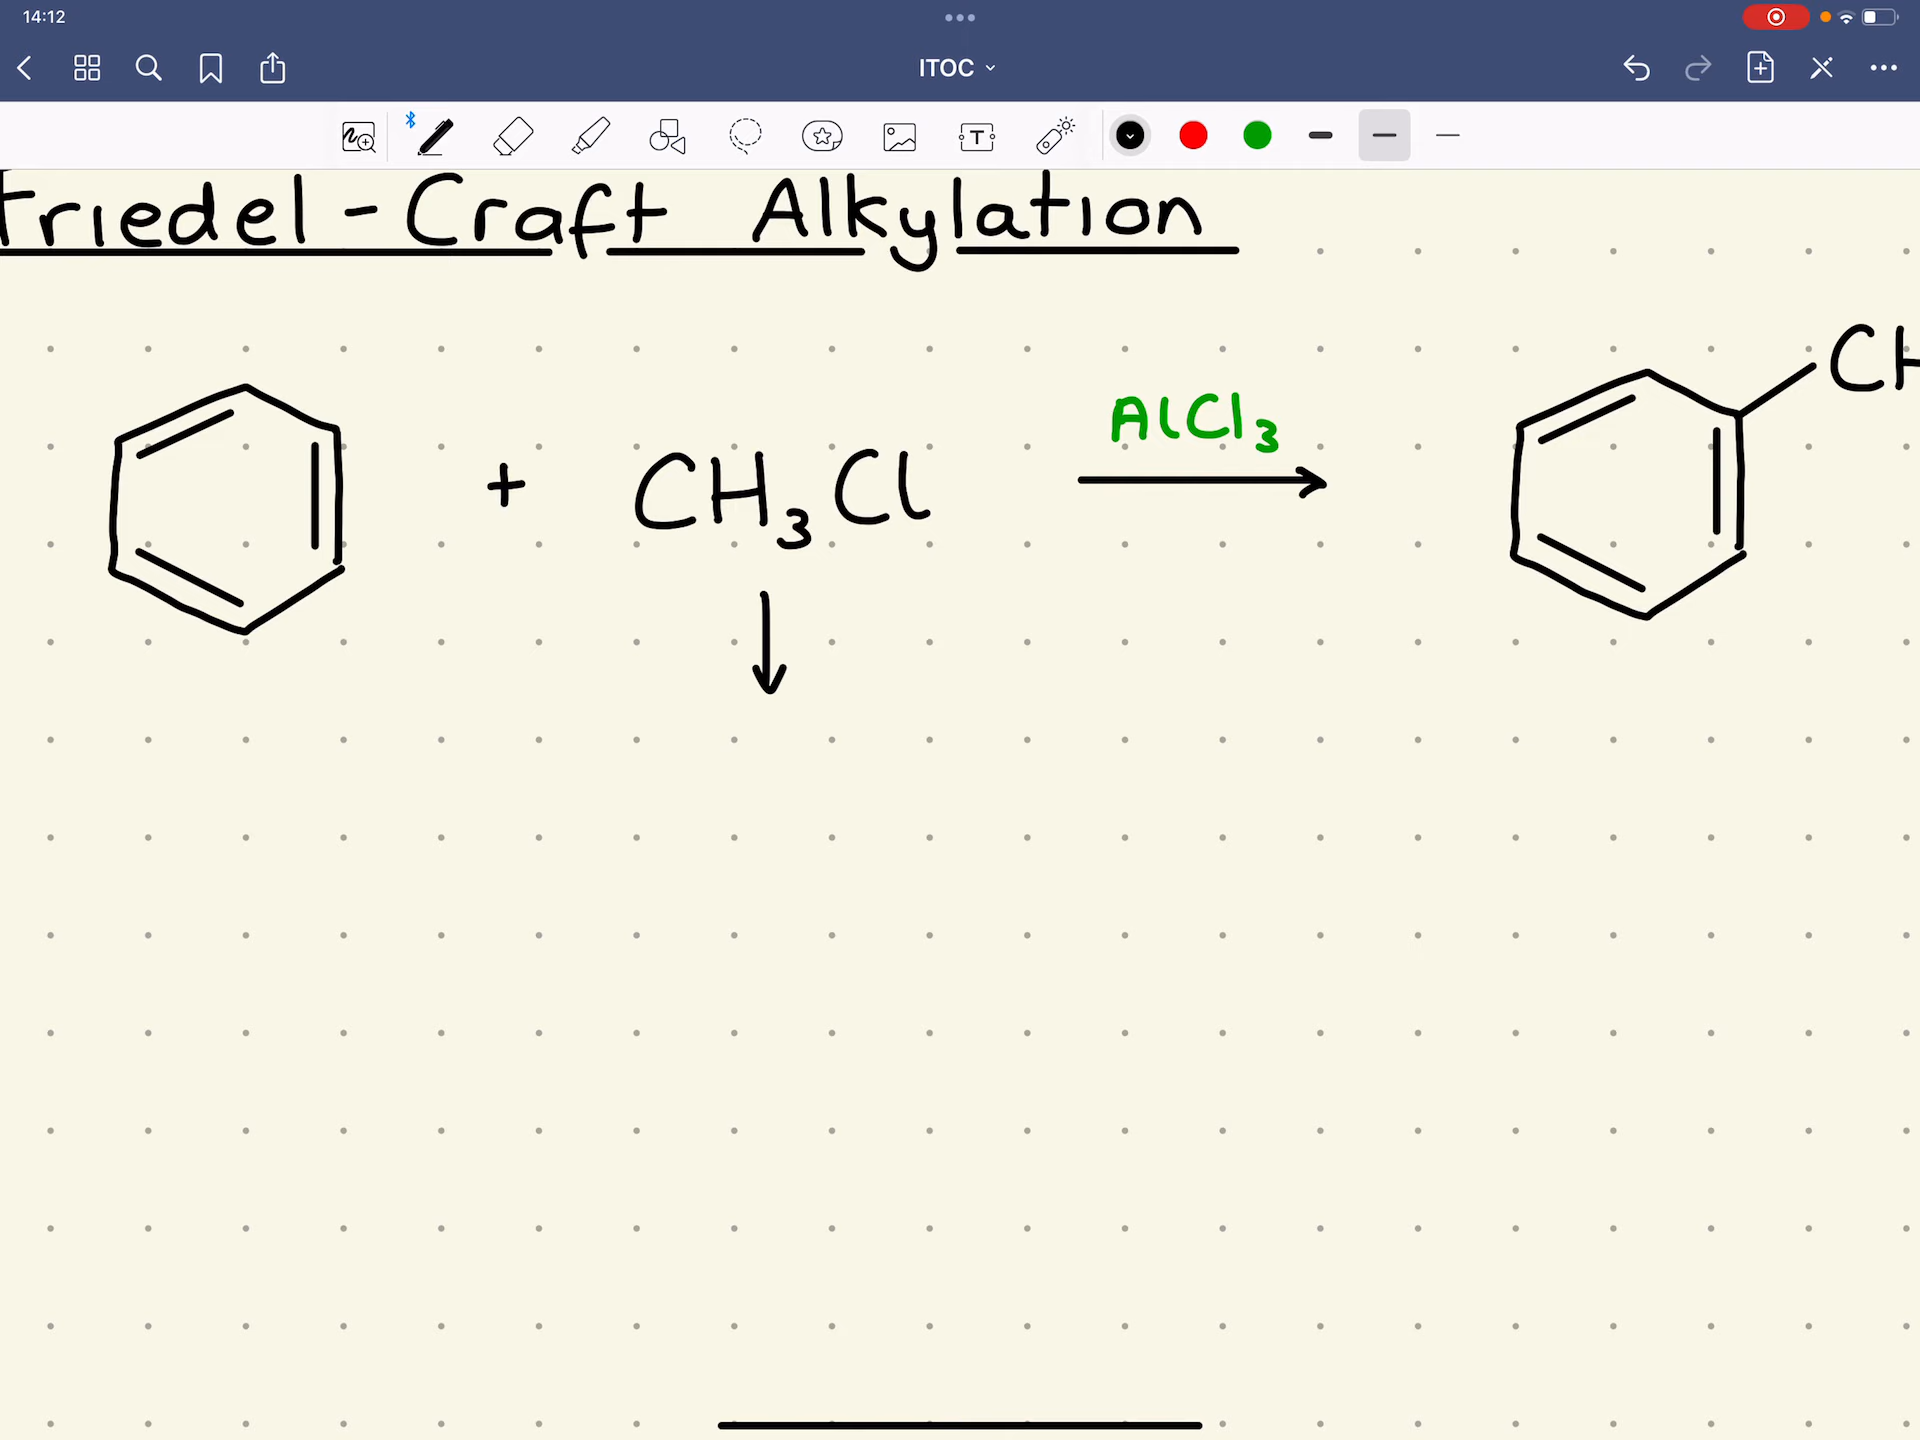 14:12
ITOC
T
Friedel-Craft Alkylation
+ CH₃Cl AlCl₃ CH